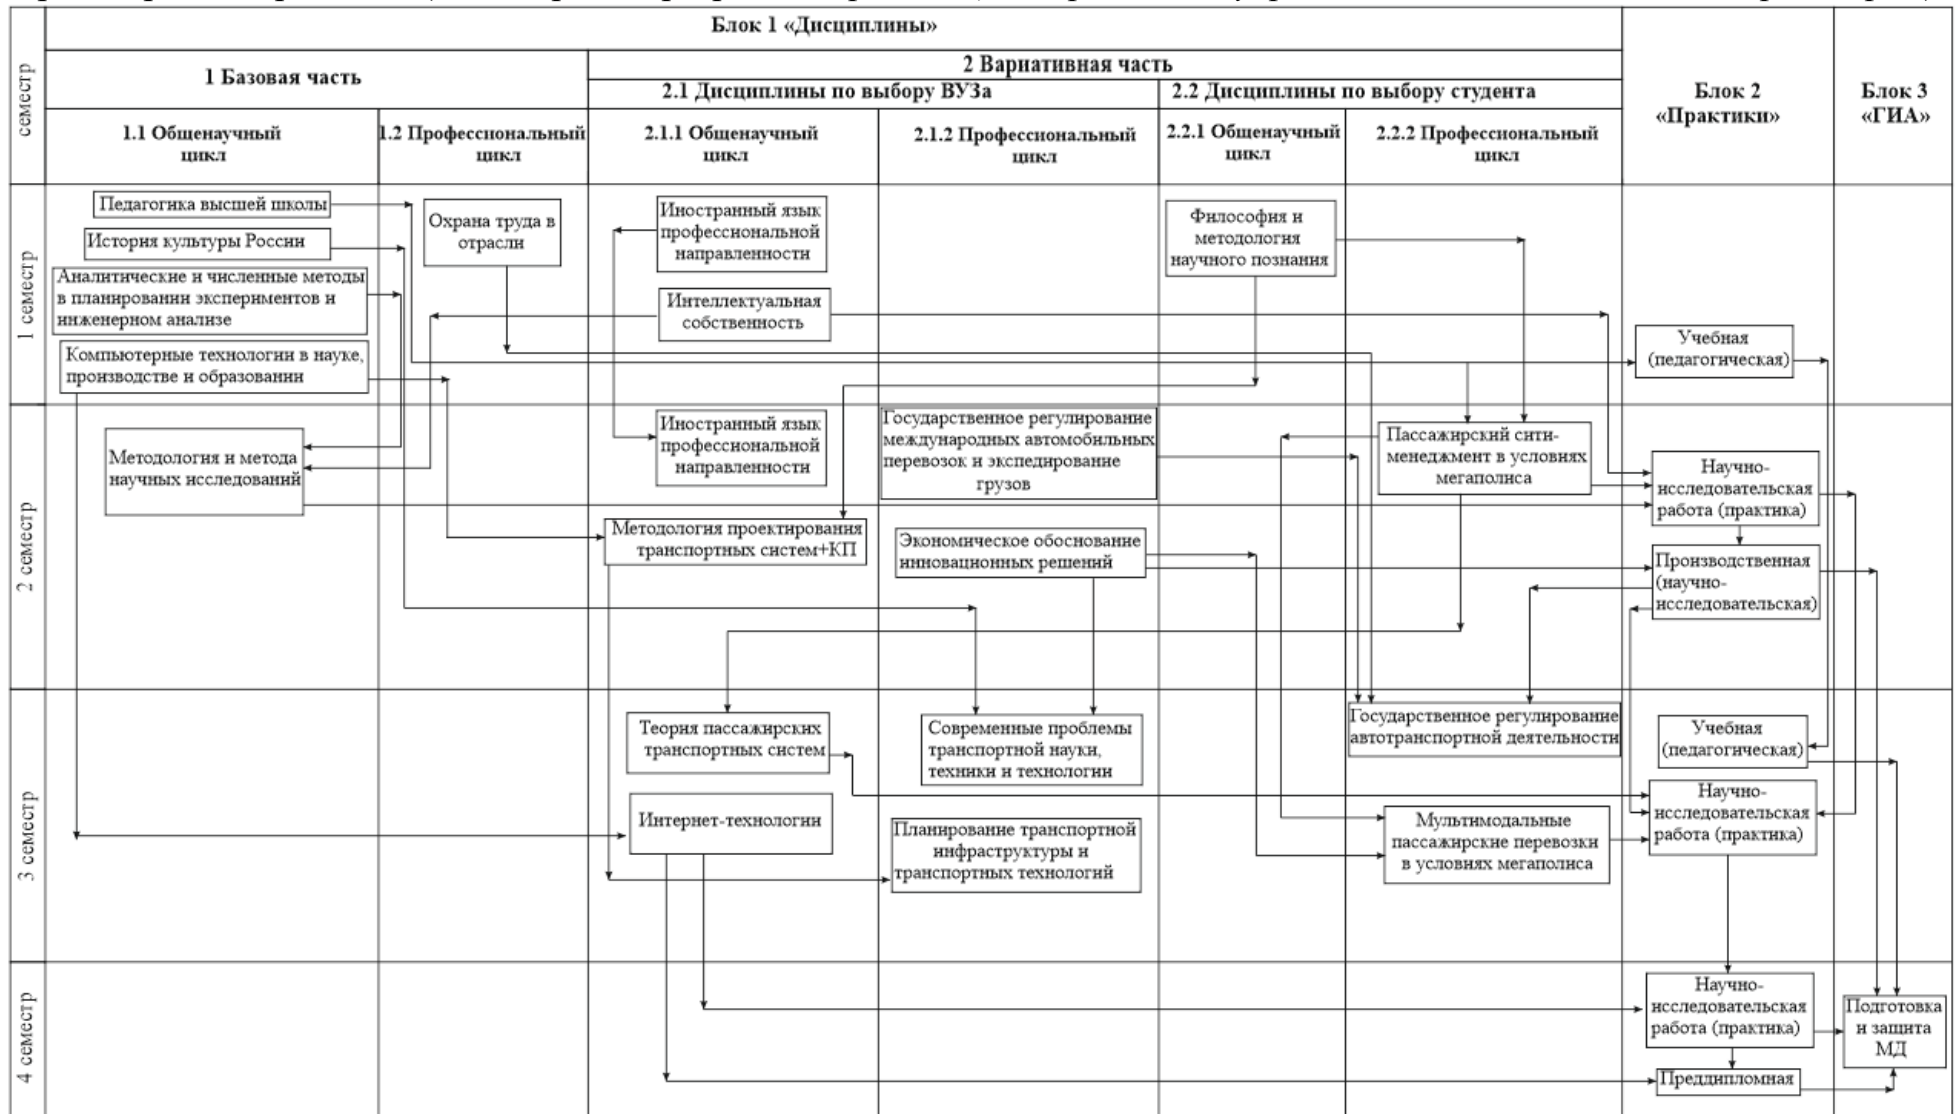 Блок 1 «Дисциплины»
семестр
1 Базовая часть
2 Вариативная часть
2.1 Дисциплины по выбору ВУЗа
2.2 Дисциплины по выбору студента
Блок 2
«Практики»
Блок 3
«ГИА»
1.1 Общенаучный
цикл
1.2 Профессиональный
цикл
2.1.1 Общенаучный
цикл
2.1.2 Профессиональный
цикл
2.2.1 Общенаучный
цикл
2.2.2 Профессиональный
цикл
1 семестр
Педагогика высшей школы
История культуры России
Аналитические и численные методы
в планировании экспериментов и
инженерном анализе
Компьютерные технологии в науке,
производстве и образовании
Охрана труда в
отрасли
Иностранный язык
профессиональной
направленности
Интеллектуальная
собственность
Философия и
методология
научного познания
Учебная
(педагогическая)
2 семестр
Методология и метода
научных исследований
Иностранный язык
профессиональной
направленности
Методология проектирования
транспортных систем+КП
Государственное регулирование
международных автомобильных
перевозок и экспедирование
грузов
Экономическое обоснование
инновационных решений
Пассажирский сити-
менеджмент в условиях
мегаполиса
Научно-
исследовательская
работа (практика)
Производственная
(научно-
исследовательская)
3 семестр
Теория пассажирских
транспортных систем
Интернет-технологии
Современные проблемы
транспортной науки,
техники и технологии
Планирование транспортной
инфраструктуры и
транспортных технологий
Государственное регулирование
автотранспортной деятельности
Мультимодальные
пассажирские перевозки
в условиях мегаполиса
Учебная
(педагогическая)
Научно-
исследовательская
работа (практика)
4 семестр
Научно-
исследовательская
работа (практика)
Преддипломная
Подготовка
и защита
МД